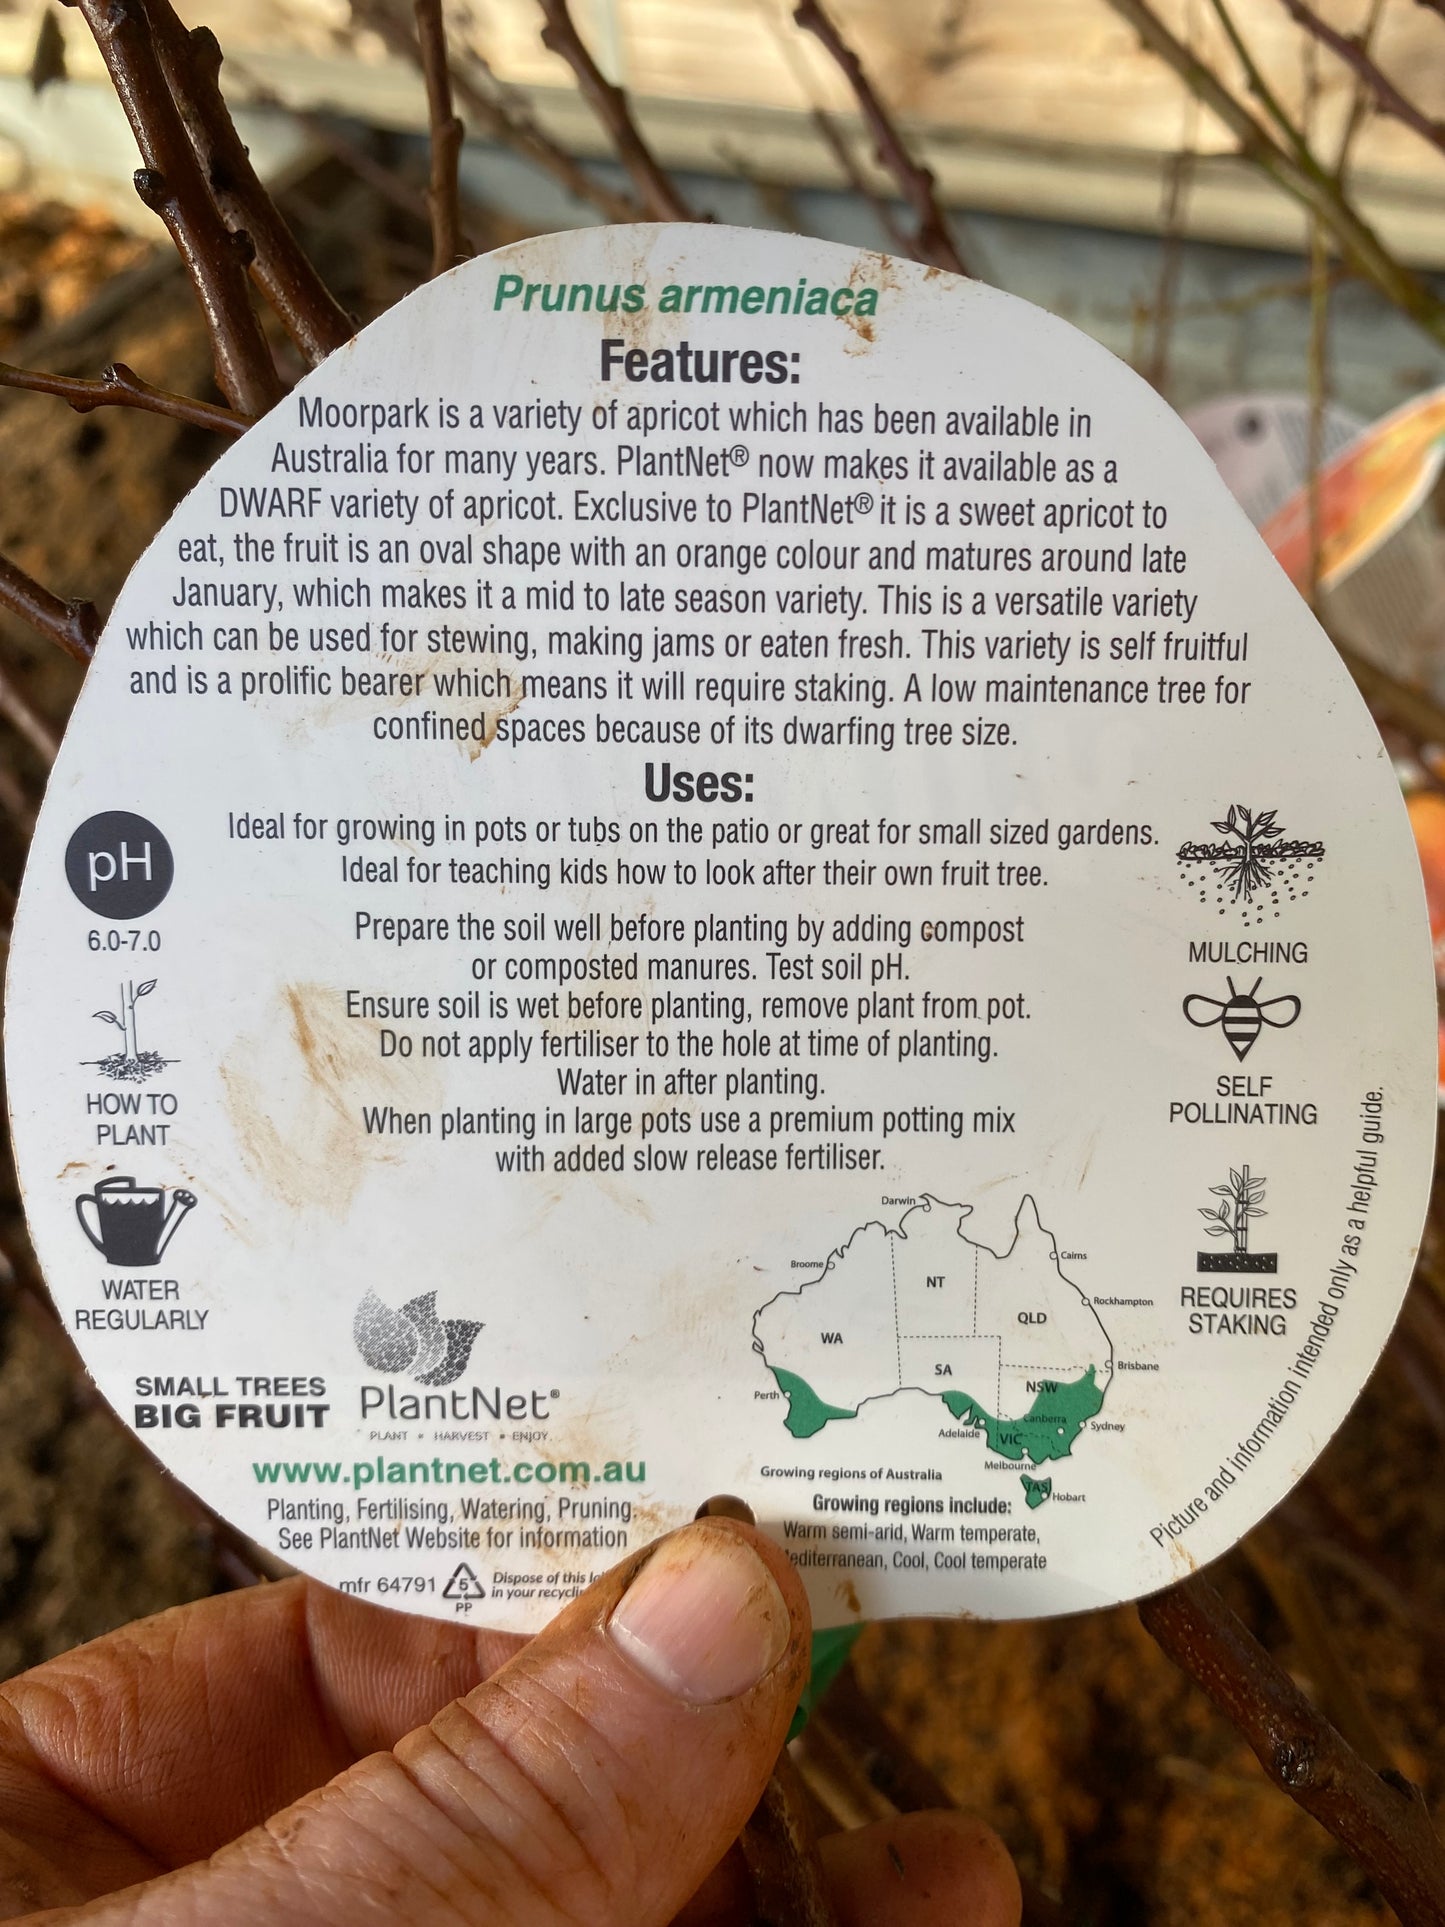 Prunus armeniaca
Features:
Moorpark is a variety of apricot which has been available in
Australia for many years. PlantNet® now makes it available as a
DWARF variety of apricot. Exclusive to PlantNet® it is a sweet apricot to
eat, the fruit is an oval shape with an orange colour and matures around late
January, which makes it a mid to late season variety. This is a versatile variety
which can be used for stewing, making jams or eaten fresh. This variety is self fruitful
and is a prolific bearer which means it will require staking. A low maintenance tree for
confined spaces because of its dwarfing tree size.
Uses:
Ideal for growing in pots or tubs on the patio or great for small sized gardens.
Ideal for teaching kids how to look after their own fruit tree.
Prepare the soil well before planting by adding compost
or composted manures. Test soil pH.
Ensure soil is wet before planting, remove plant from pot.
Do not apply fertiliser to the hole at time of planting.
Water in after planting.
When planting in large pots use a premium potting mix
with added slow release fertiliser.
pH
6.0-7.0
HOW TO
PLANT
WATER
REGULARLY
MULCHING
SELF
POLLINATING
REQUIRES
STAKING
SMALL TREES
BIG FRUIT
PlantNet®
PLANT • HARVEST • ENJOY
www.plantnet.com.au
Planting, Fertilising, Watering, Pruning.
See PlantNet Website for information
mfr 64791
5
PP
Dispose of this
in your
Darwin
Broome
Cairns
NT
Rockhampton
QLD
WA
SA
Brisbane
NSW
Perth
Canberra
Sydney
Adelaide
VIC
Melbourne
TAS
Hobart
Growing regions of Australia
Growing regions include:
Warm semi-arid, Warm temperate,
Cool, Cool temperate
Picture and information intended only as a helpful guide.